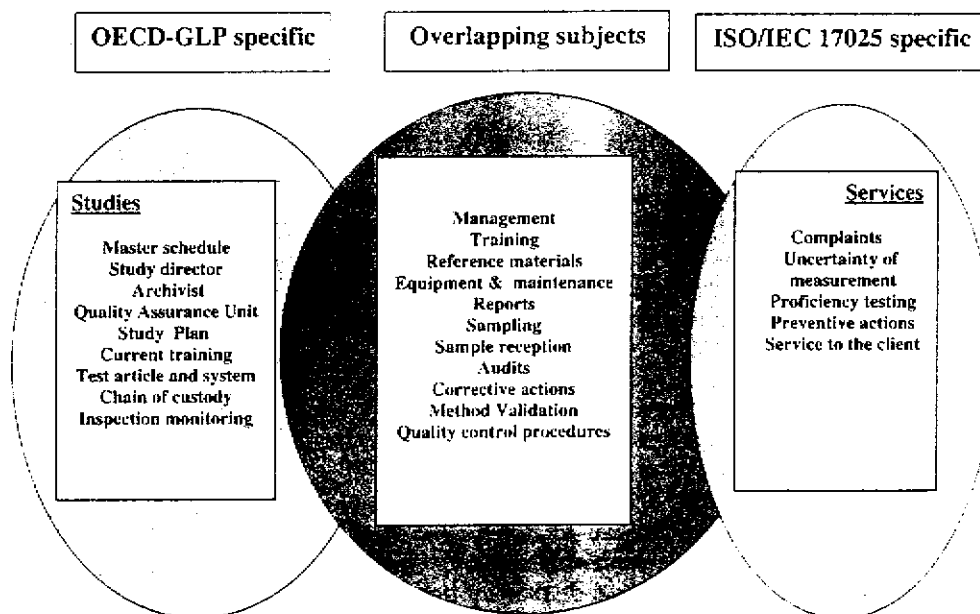 OECD-GLP specific
Overlapping subjects
ISO/IEC 17025 specific
Studies
Master schedule
Study director
Archivist
Quality Assurance Unit
Study Plan
Current training
Test article and system
Chain of custody
Inspection monitoring
Management
Training
Reference materials
Equipment & maintenance
Reports
Sampling
Sample reception
Audits
Corrective actions
Method Validation
Quality control procedures
Services
Complaints
Uncertainty of
measurement
Proficiency testing
Preventive actions
Service to the client